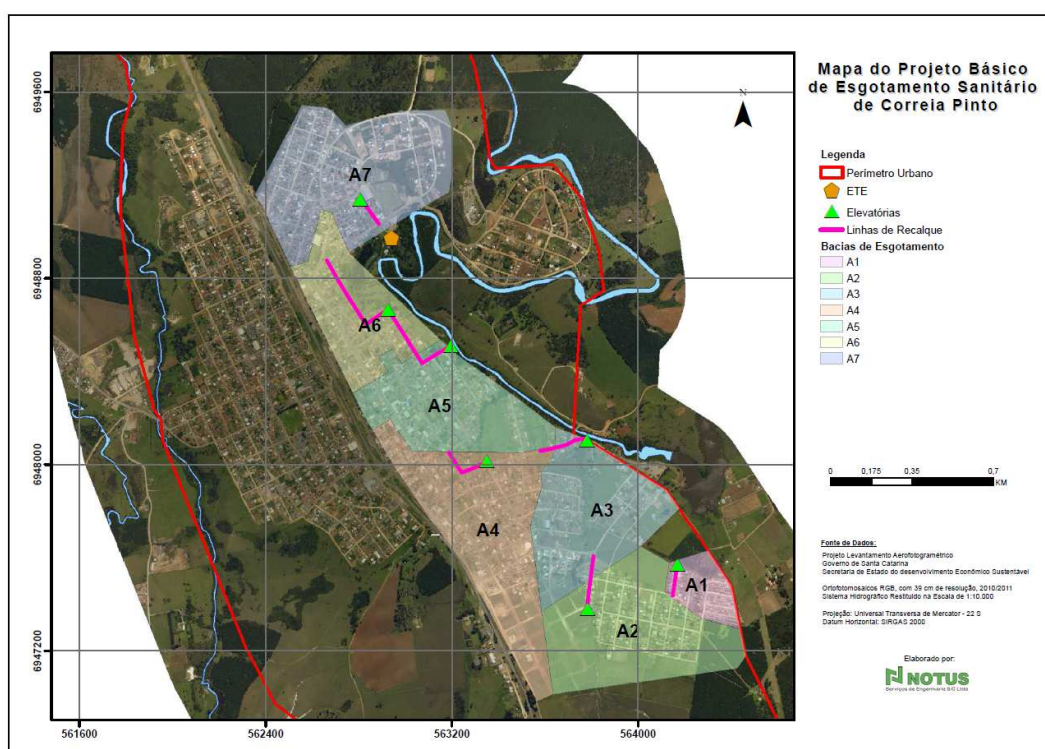 Mapa do Projeto Básico
de Esgotamento Sanitário
de Correia Pinto
N
Legenda
Perímetro Urbano
ETE
Elevatórias
Linhas de Recalque
Bacias de Esgotamento
A1
A2
A3
A4
A5
A6
A7
0 0,175 0,35 0,7
KM
Fonte de Dados:
Projeto Levantamento Aerofotogramétrico
Governo de Santa Catarina
Secretaria de Estado do desenvolvimento Econômico Sustentável
Ortofotomosaicos RGB, com 39 cm de resolução, 2010/2011
Sistema Hidrográfico Restituído na Escala de 1:10.000
Projeção: Universal Transversa de Mercator - 22 S
Datum Horizontal: SIRGAS 2000
Elaborado por:
NOTUS
Serviços de Engenharia S/C Ltda
A7
A6
A5
A4
A3
A1
A2
6949600
6948800
6948000
6947200
561600
562400
563200
564000